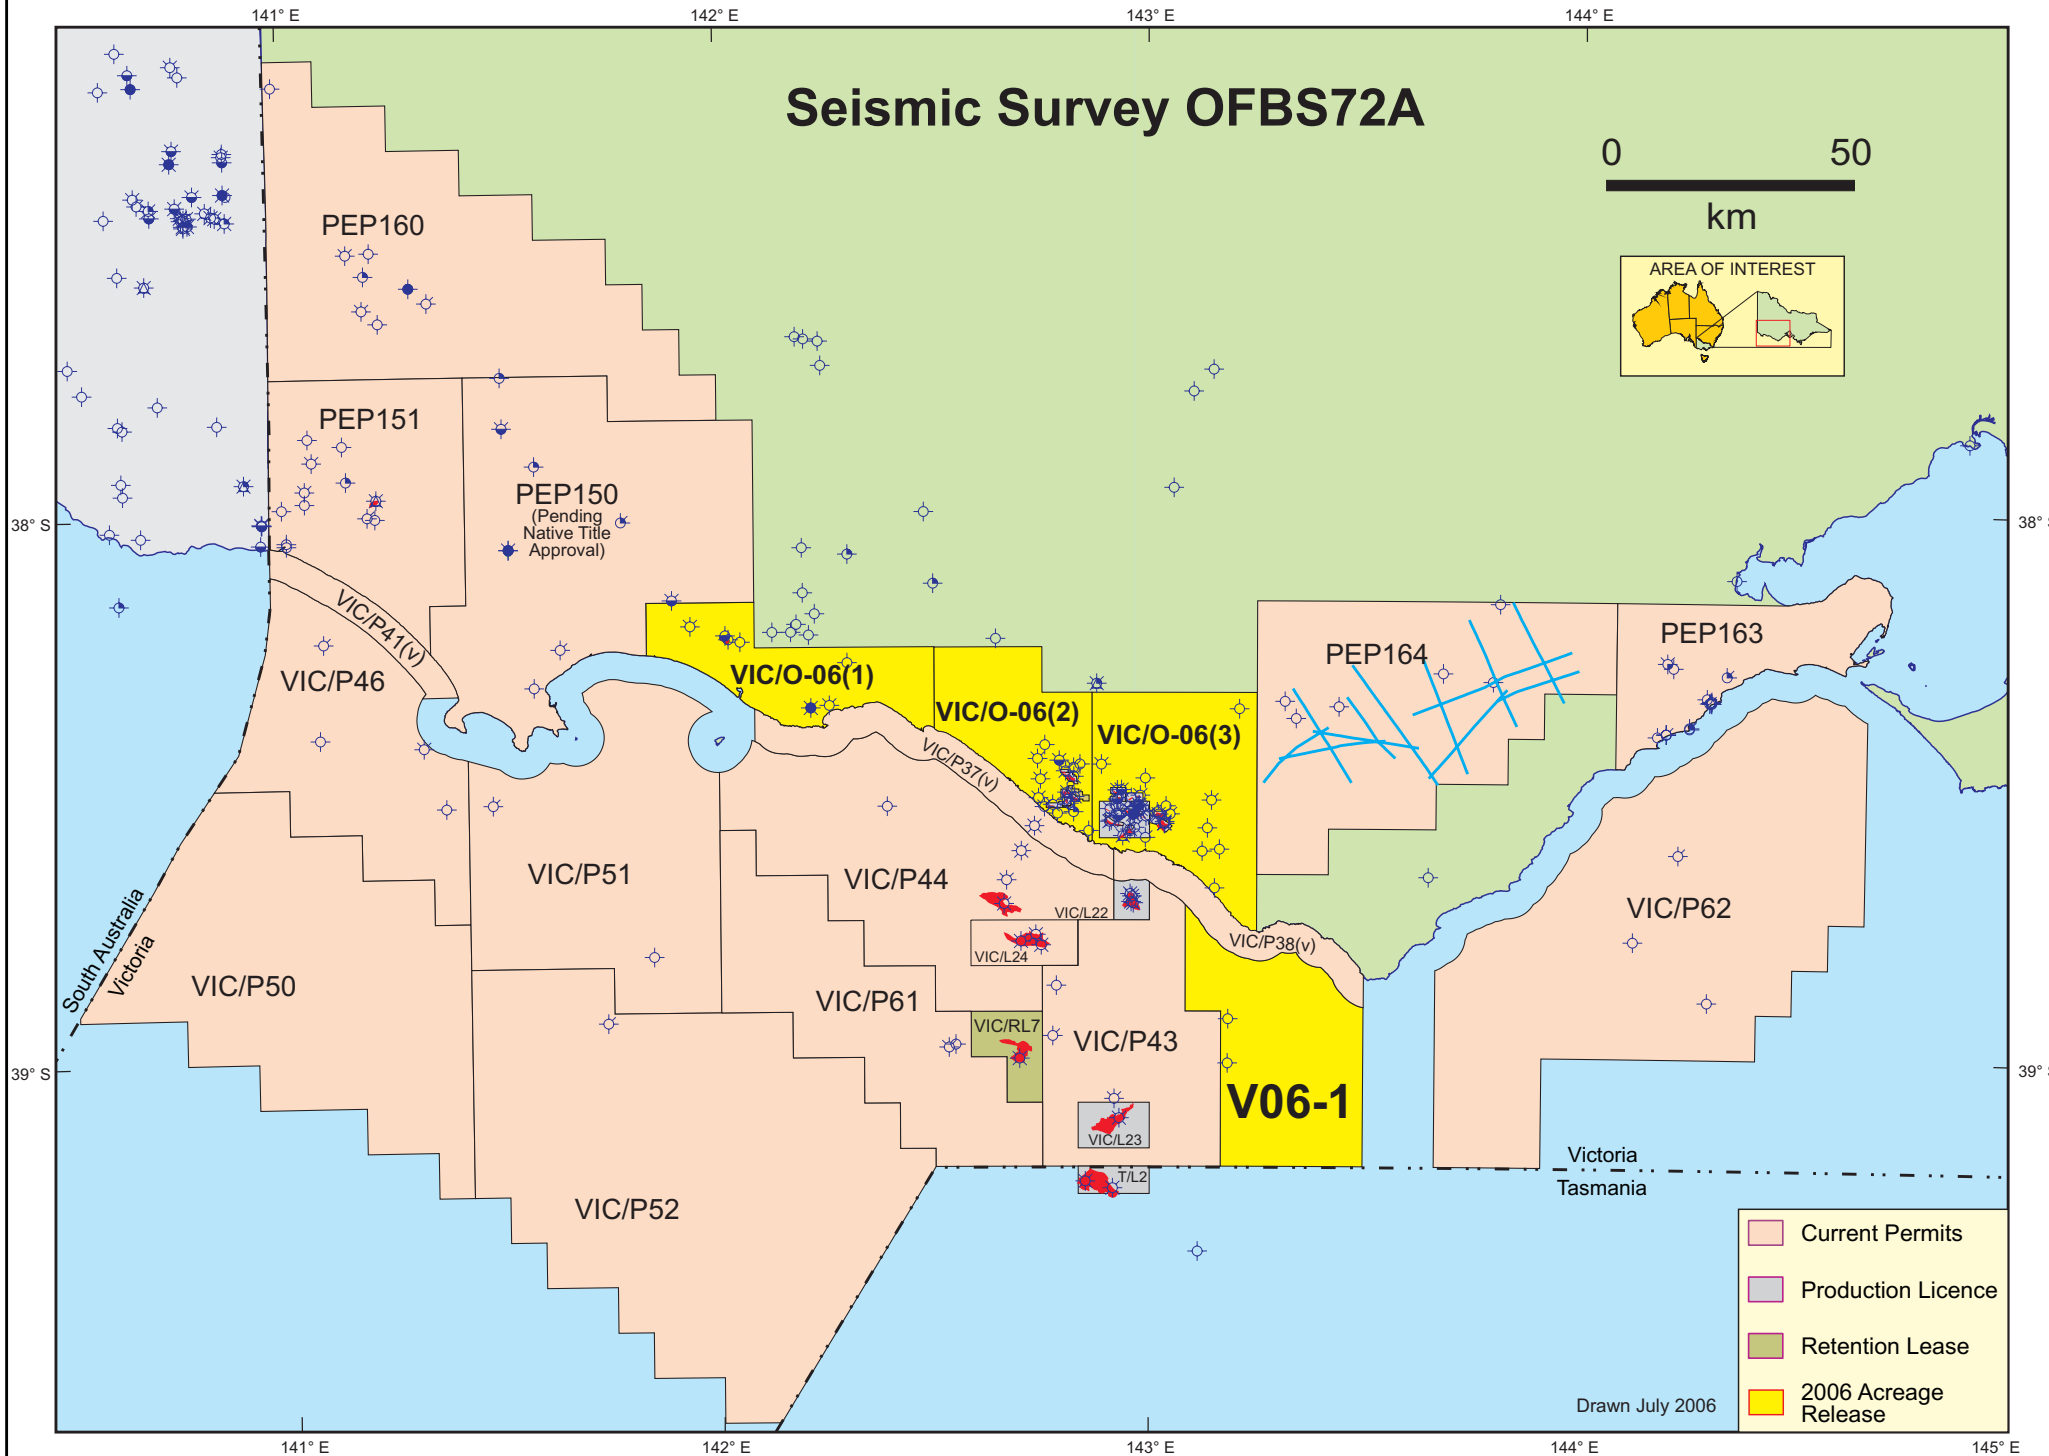 141° E
142° E
143° E
144° E
Seismic Survey OFBS72A
0
50
km
AREA OF INTEREST
PEP160
PEP151
PEP150
(Pending
Native Title
Approval)
38° S
38° S
VIC/P41(v)
VIC/P46
VIC/O-06(1)
VIC/O-06(2)
VIC/O-06(3)
PEP164
PEP163
VIC/P37(v)
VIC/P51
VIC/P44
VIC/L22
VIC/P62
VIC/P38(v)
VIC/L24
South Australia
Victoria
VIC/P50
VIC/P61
VIC/RL7
VIC/P43
39° S
39° S
V06-1
VIC/L23
T/L2
Victoria
Tasmania
VIC/P52
Current Permits
Production Licence
Retention Lease
2006 Acreage
Release
Drawn July 2006
141° E
142° E
143° E
144° E
145° E